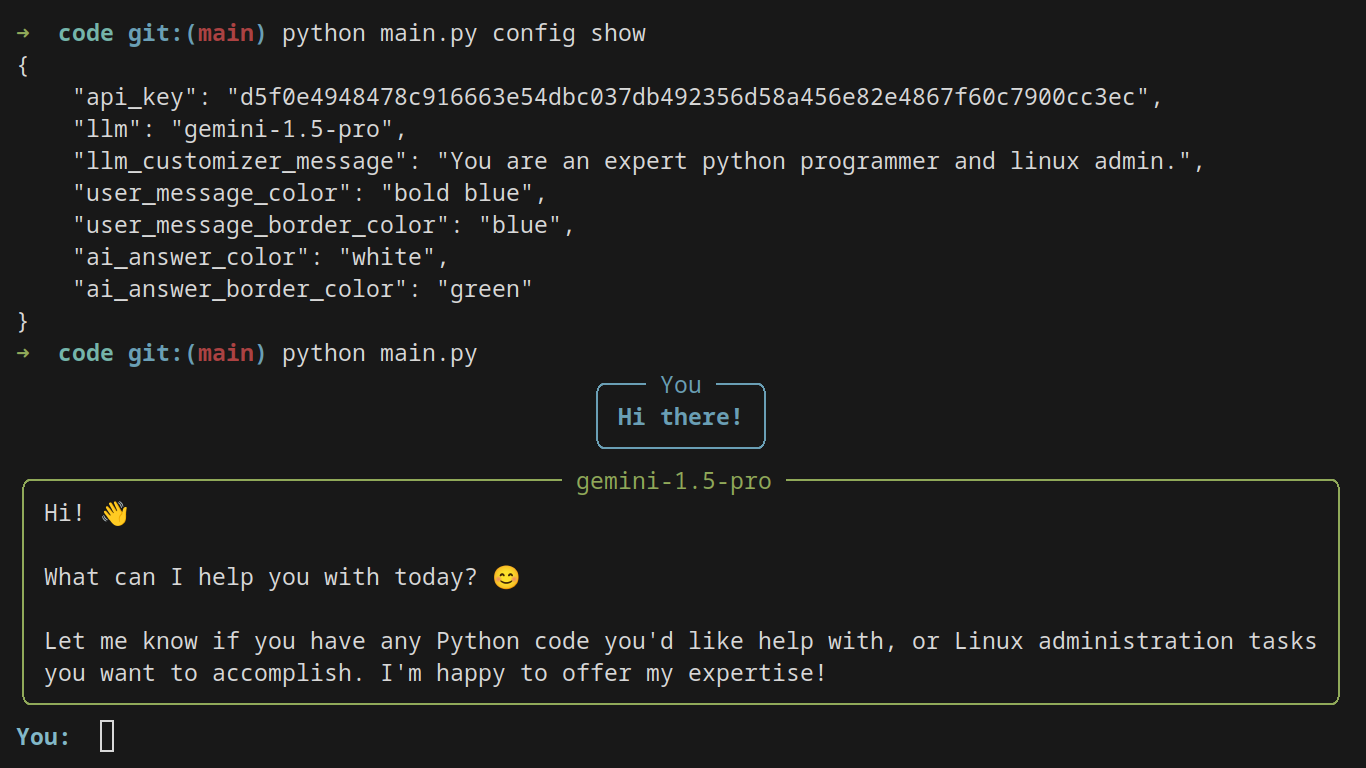 ➜  code git:(main) python main.py config show
{
    "api_key": "d5f0e4948478c916663e54dbc037db492356d58a456e82e4867f60c7900cc3ec",
    "llm": "gemini-1.5-pro",
    "llm_customizer_message": "You are an expert python programmer and linux admin.",
    "user_message_color": "bold blue",
    "user_message_border_color": "blue",
    "ai_answer_color": "white",
    "ai_answer_border_color": "green"
}
➜  code git:(main) python main.py
You
Hi there!
gemini-1.5-pro
Hi! 👋
What can I help you with today? 😊
Let me know if you have any Python code you'd like help with, or Linux administration tasks
you want to accomplish. I'm happy to offer my expertise!
You: